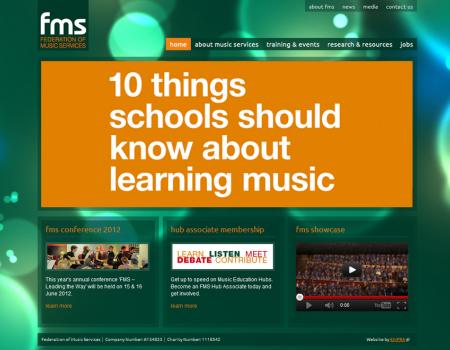 about fms news media contact us
fms
FEDERATION OF
MUSIC SERVICES
home about music services training & events research & resources jobs
10 things
schools should
know about
learning music
fms conference 2012
This year's annual conference 'FMS –
Leading the Way' will be held on 15 & 16
June 2012.
learn more
hub associate membership
LEARN LISTEN MEET
DEBATE CONTRIBUTE
Get up to speed on Music Education Hubs.
Become an FMS Hub Associate today and
get involved.
learn more
fms showcase
0:00
YouTube
Federation of Music Services | Company Number: 6134823 | Charity Number: 1118542
Website by